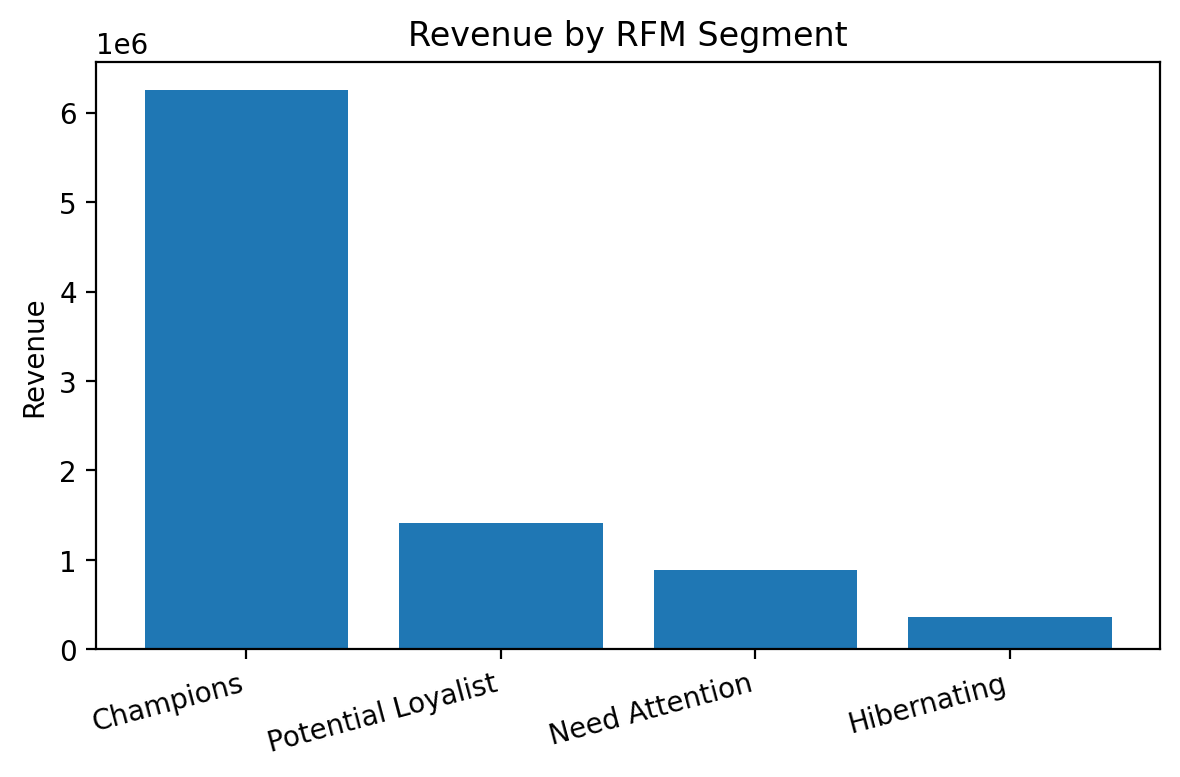 Revenue by RFM Segment
1e6
6
5
4
3
2
1
0
Revenue
Champions
Potential Loyalist
Need Attention
Hibernating